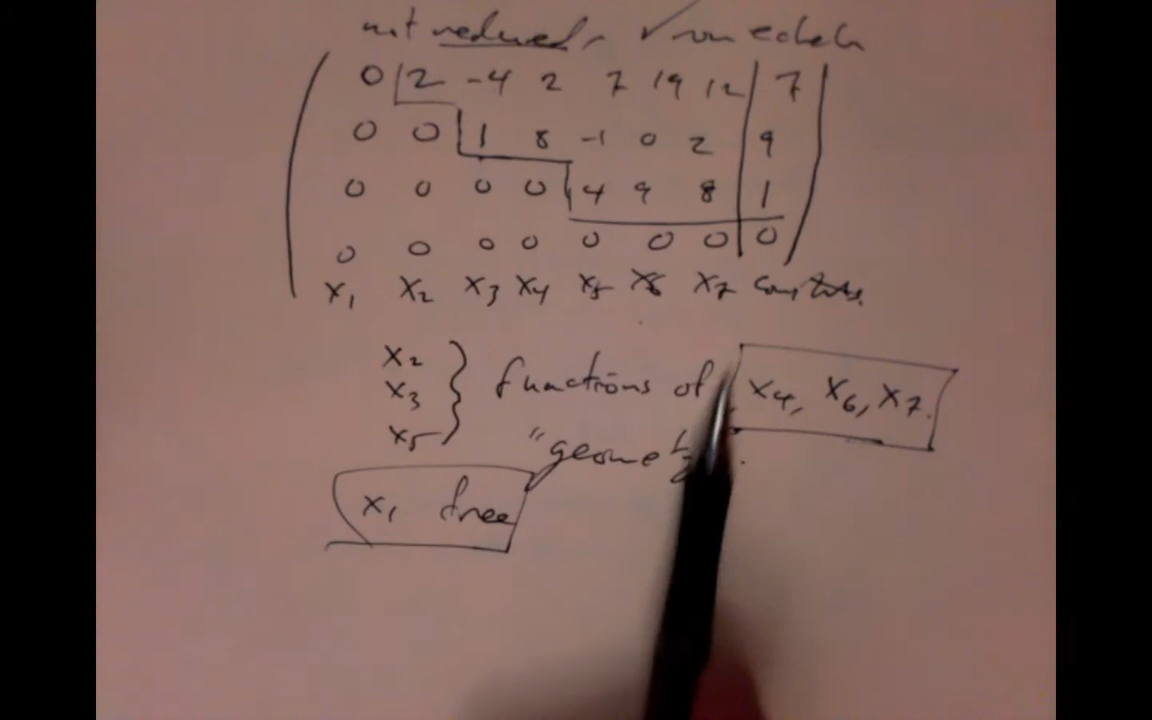 not reduced, ✓ row echelon
0 2 -4 2 7 19 12 7
0 0 1 8 -1 0 2 9
0 0 0 0 4 9 8 1
0 0 0 0 0 0 0 0
x₁ x₂ x₃ x₄ x₅ x₆ x₇ constants.
x₂
x₃ } functions of x₄, x₆, x₇.
x₅
x₁ free